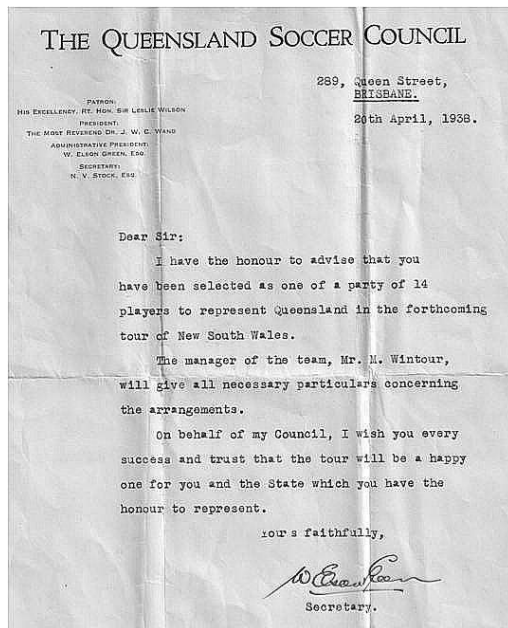 THE QUEENSLAND SOCCER COUNCIL
289, Queen Street,
BRISBANE.
20th April, 1938.
PATRON:
HIS EXCELLENCY, RT. HON. SIR LESLIE WILSON
PRESIDENT:
THE MOST REVEREND DR. J. W. C. WAND
ADMINISTRATIVE PRESIDENT:
W. ELSON GREEN, ESQ.
SECRETARY:
N. V. STOCK, ESQ.
Dear Sir:
I have the honour to advise that you
have been selected as one of a party of 14
players to represent Queensland in the forthcoming
tour of New South Wales.
The manager of the team, Mr. M. Wintour,
will give all necessary particulars concerning
the arrangements.
On behalf of my Council, I wish you every
success and trust that the tour will be a happy
one for you and the State which you have the
honour to represent.
Yours faithfully,
W Elson Green
Secretary.